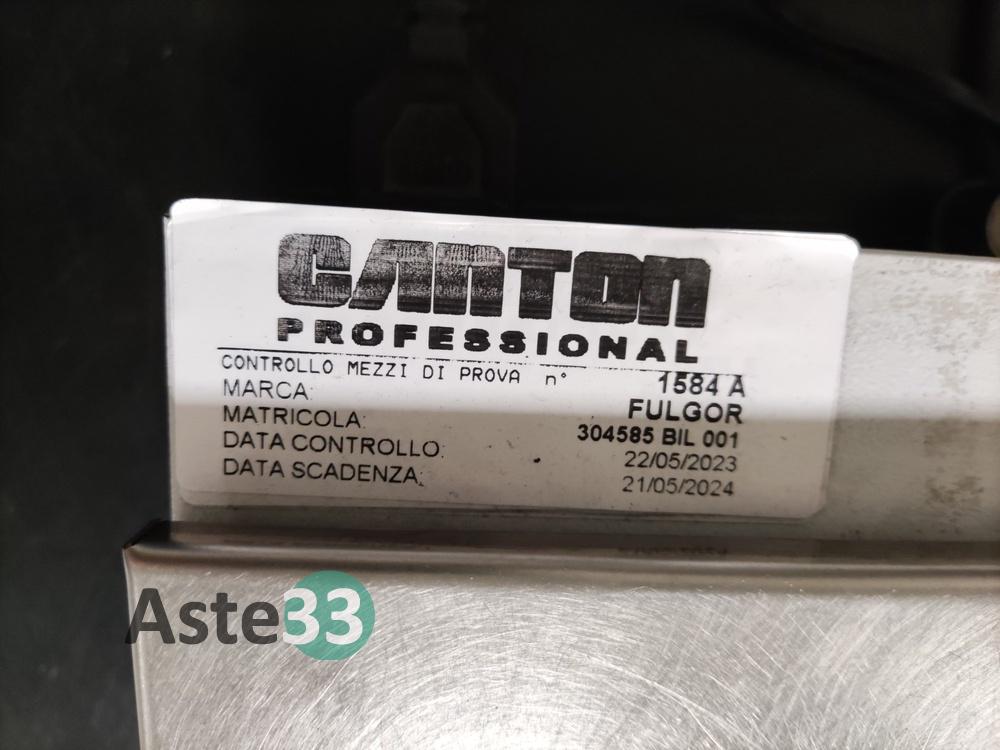 CANTON
PROFESSIONAL
CONTROLLO MEZZI DI PROVA n° 1584 A
MARCA: FULGOR
MATRICOLA: 304585 BIL 001
DATA CONTROLLO: 22/05/2023
DATA SCADENZA: 21/05/2024
Aste33